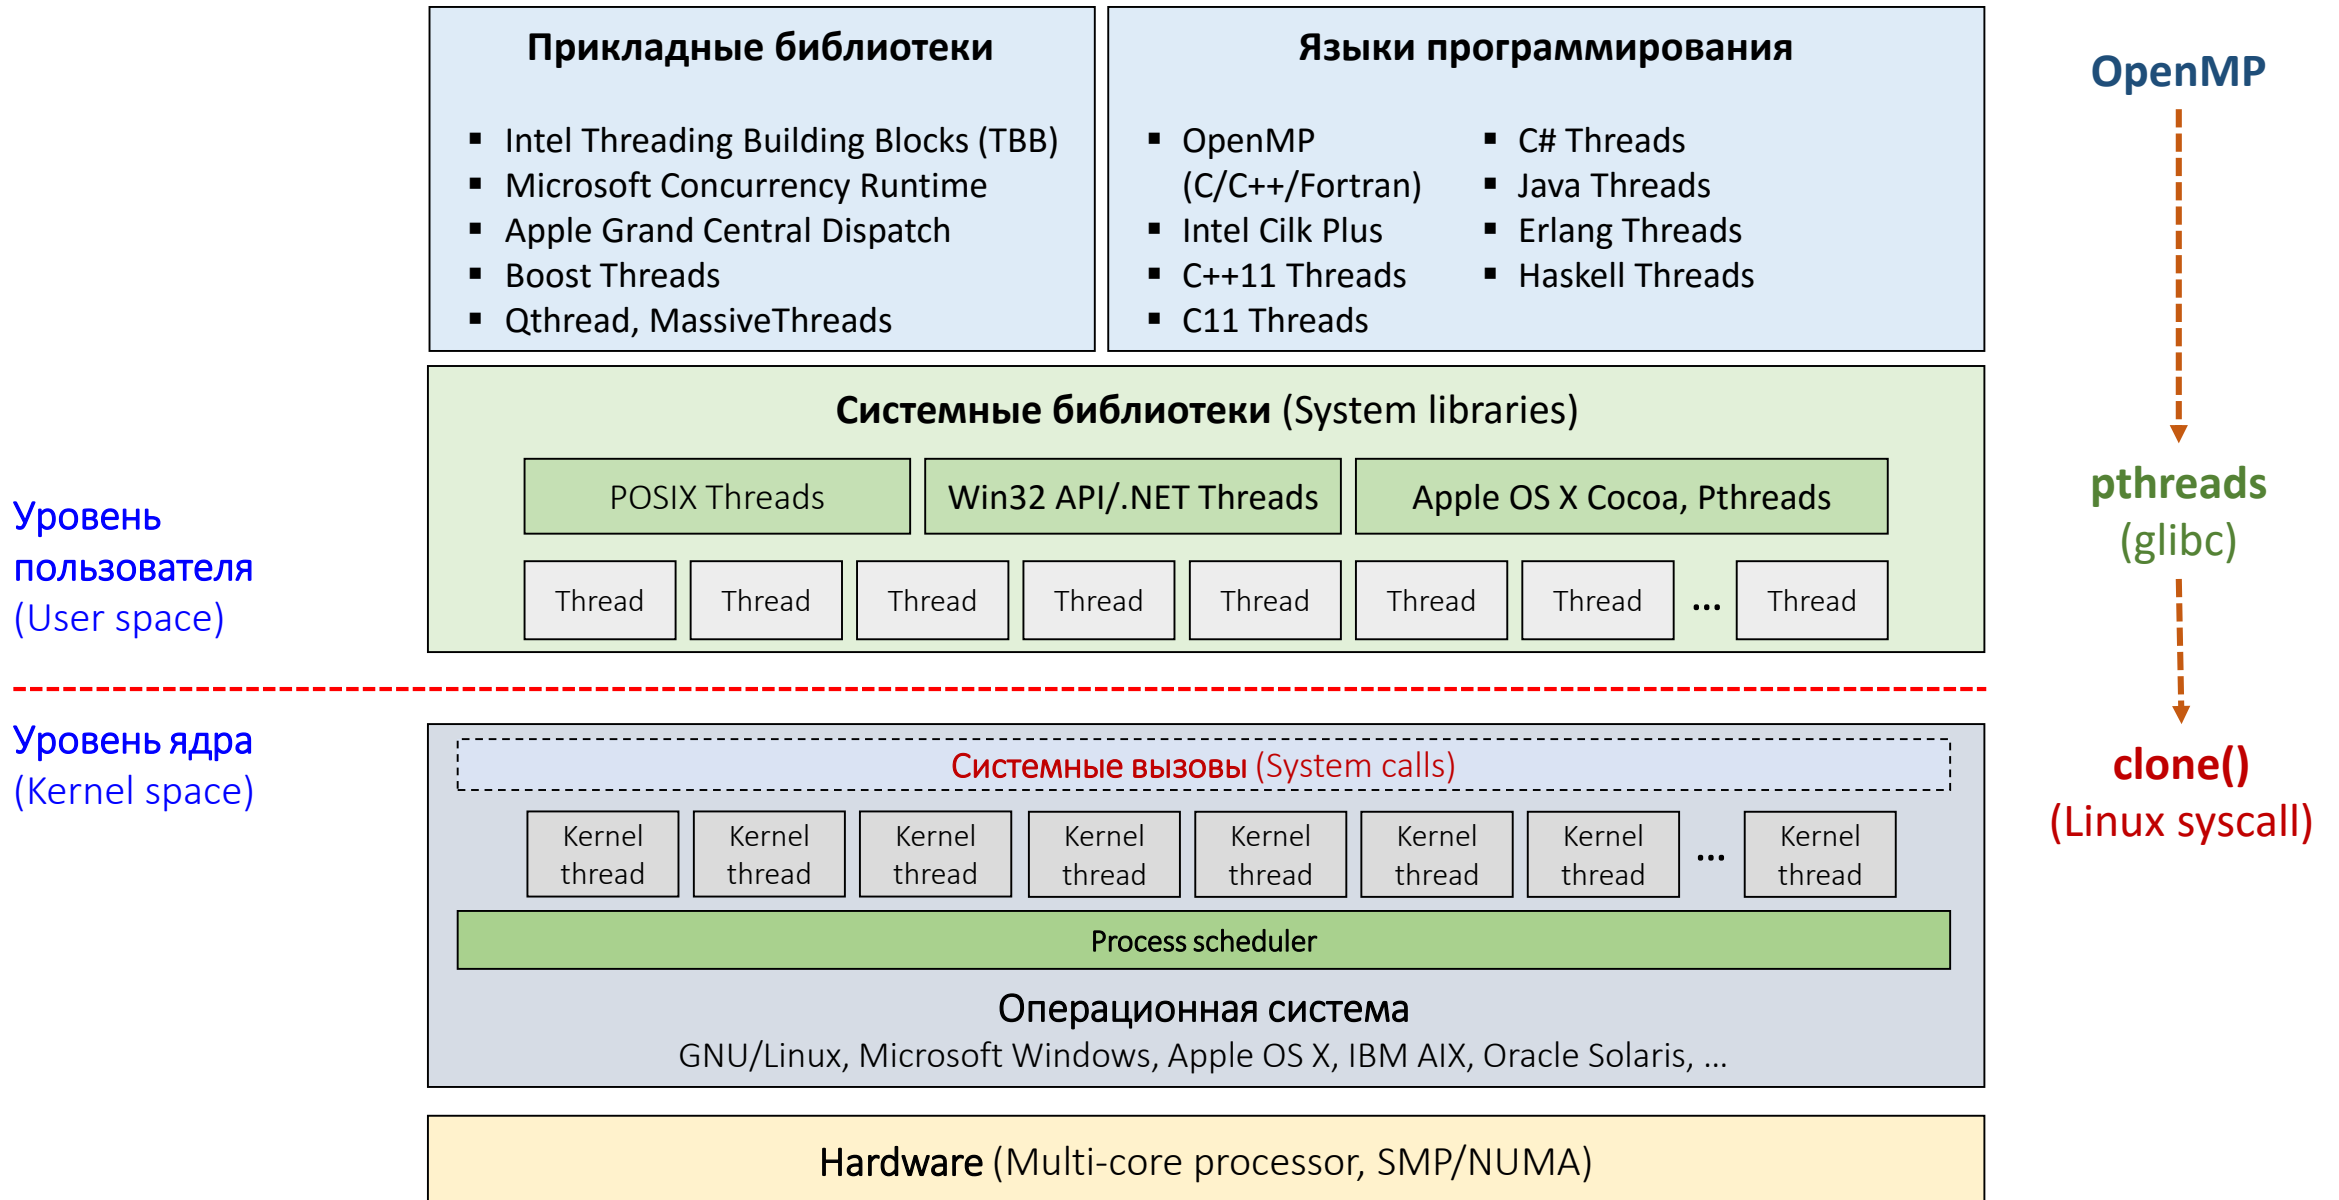 Прикладные библиотеки
▪ Intel Threading Building Blocks (TBB)
▪ Microsoft Concurrency Runtime
▪ Apple Grand Central Dispatch
▪ Boost Threads
▪ Qthread, MassiveThreads
Языки программирования
▪ OpenMP
(C/C++/Fortran)
▪ Intel Cilk Plus
▪ C++11 Threads
▪ C11 Threads
▪ C# Threads
▪ Java Threads
▪ Erlang Threads
▪ Haskell Threads
OpenMP
Системные библиотеки (System libraries)
POSIX Threads
Win32 API/.NET Threads
Apple OS X Cocoa, Pthreads
Thread
Thread
Thread
Thread
Thread
Thread
Thread
...
Thread
Уровень
пользователя
(User space)
pthreads
(glibc)
Уровень ядра
(Kernel space)
Системные вызовы (System calls)
Kernel
thread
Kernel
thread
Kernel
thread
Kernel
thread
Kernel
thread
Kernel
thread
Kernel
thread
...
Kernel
thread
Process scheduler
Операционная система
GNU/Linux, Microsoft Windows, Apple OS X, IBM AIX, Oracle Solaris, ...
clone()
(Linux syscall)
Hardware (Multi-core processor, SMP/NUMA)